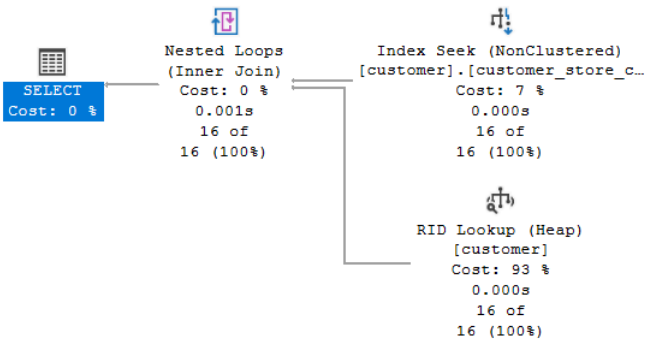 SELECT
Cost: 0 %
Nested Loops
(Inner Join)
Cost: 0 %
0.001s
16 of
16 (100%)
Index Seek (NonClustered)
[customer].[customer_store_c…
Cost: 7 %
0.000s
16 of
16 (100%)
RID Lookup (Heap)
[customer]
Cost: 93 %
0.000s
16 of
16 (100%)